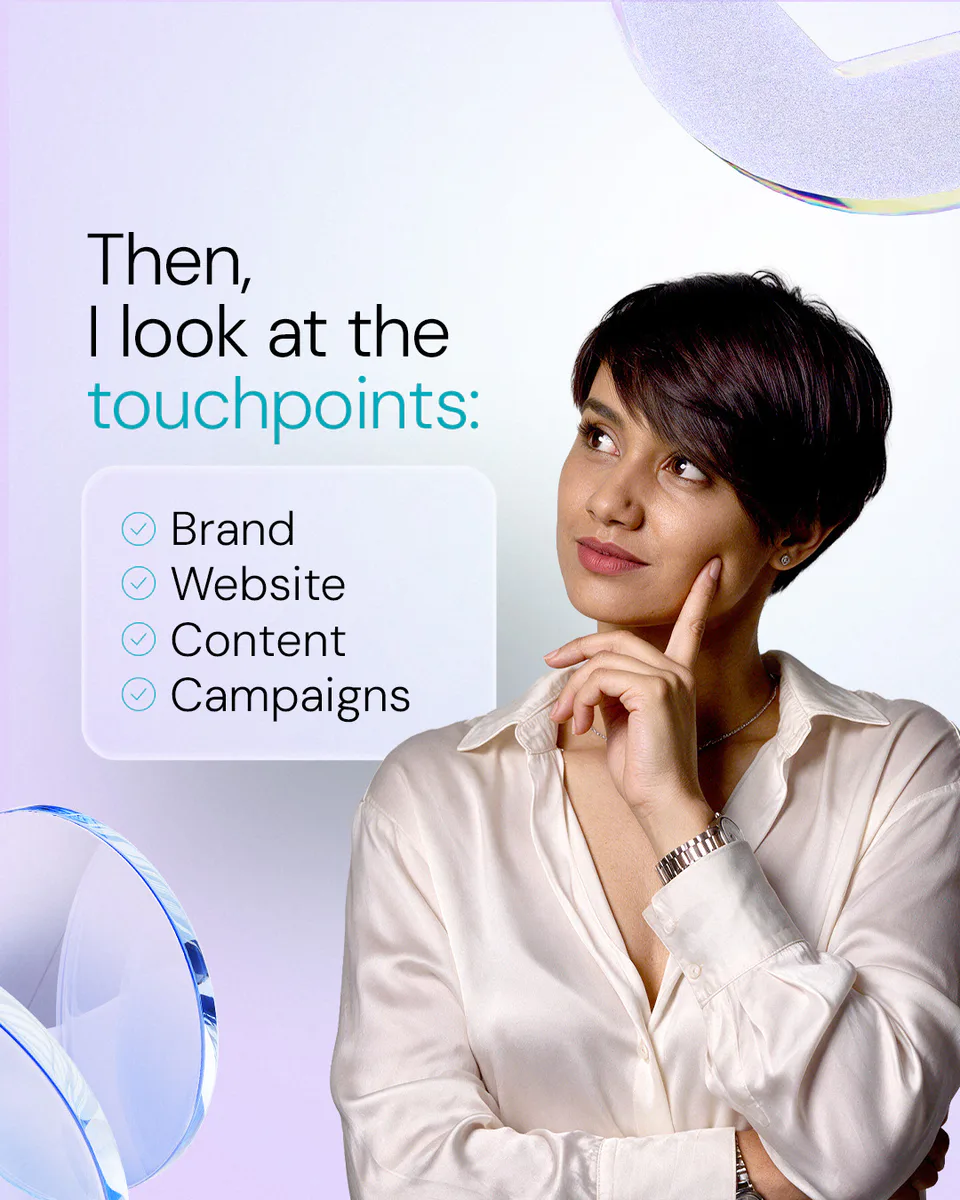 Then,
I look at the
touchpoints:
Brand
Website
Content
Campaigns